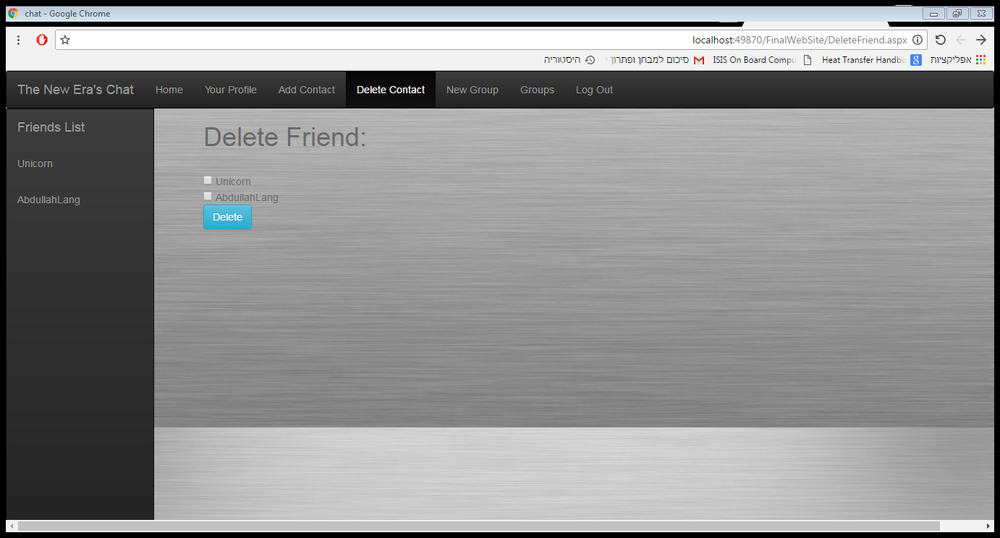 chat - Google Chrome
localhost:49870/FinalWebSite/DeleteFriend.aspx
אפליקציות
Heat Transfer Handbo
ISIS On Board Compu
סיכום למבחן ופתרון
היסטוריה
The New Era's Chat Home Your Profile Add Contact Delete Contact New Group Groups Log Out
Friends List
Unicorn
AbdullahLang
Delete Friend:
Unicorn
AbdullahLang
Delete